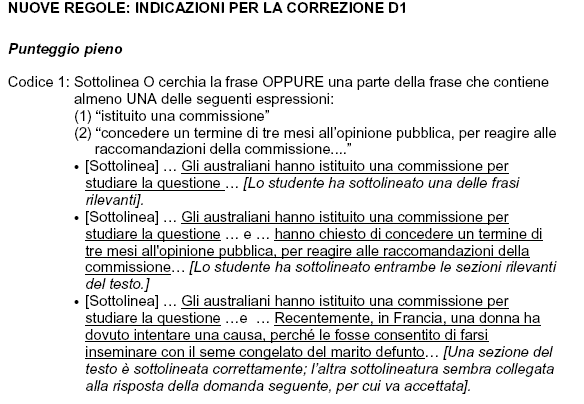 NUOVE REGOLE: INDICAZIONI PER LA CORREZIONE D1
Punteggio pieno
Codice 1: Sottolinea O cerchia la frase OPPURE una parte della frase che contiene
almeno UNA delle seguenti espressioni:
(1) “istituito una commissione”
(2) “concedere un termine di tre mesi all’opinione pubblica, per reagire alle
raccomandazioni della commissione....”
• [Sottolinea] … Gli australiani hanno istituito una commissione per
studiare la questione … [Lo studente ha sottolineato una delle frasi
rilevanti].
• [Sottolinea] … Gli australiani hanno istituito una commissione per
studiare la questione … e … hanno chiesto di concedere un termine di
tre mesi all'opinione pubblica, per reagire alle raccomandazioni della
commissione… [Lo studente ha sottolineato entrambe le sezioni rilevanti
del testo.]
• [Sottolinea] … Gli australiani hanno istituito una commissione per
studiare la questione …e … Recentemente, in Francia, una donna ha
dovuto intentare una causa, perché le fosse consentito di farsi
inseminare con il seme congelato del marito defunto… [Una sezione del
testo è sottolineata correttamente; l’altra sottolineatura sembra collegata
alla risposta della domanda seguente, per cui va accettata].